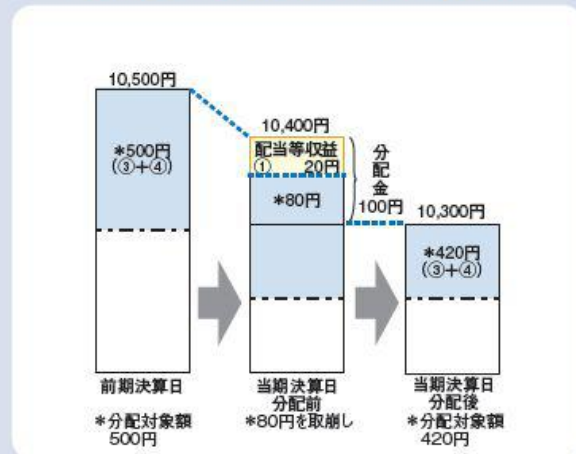 10,500円
*500円
(③+④)
前期決算日
*分配対象額
500円
10,400円
配当等収益
① 20円
*80円
分配金
100円
当期決算日
分配前
*80円を取崩し
10,300円
*420円
(③+④)
当期決算日
分配後
*分配対象額
420円